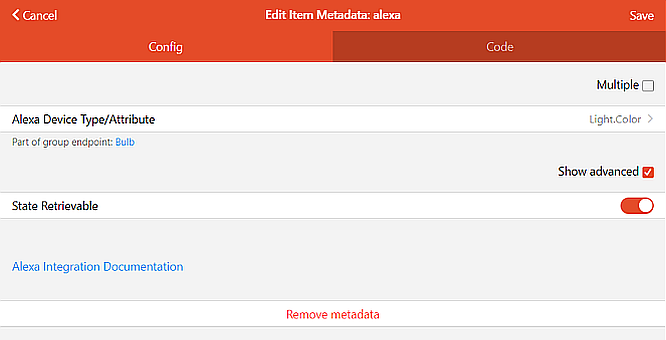 Cancel Edit Item Metadata: alexa Save
Config Code
Multiple
Alexa Device Type/Attribute Light.Color
Part of group endpoint: Bulb
Show advanced
State Retrievable
Alexa Integration Documentation
Remove metadata